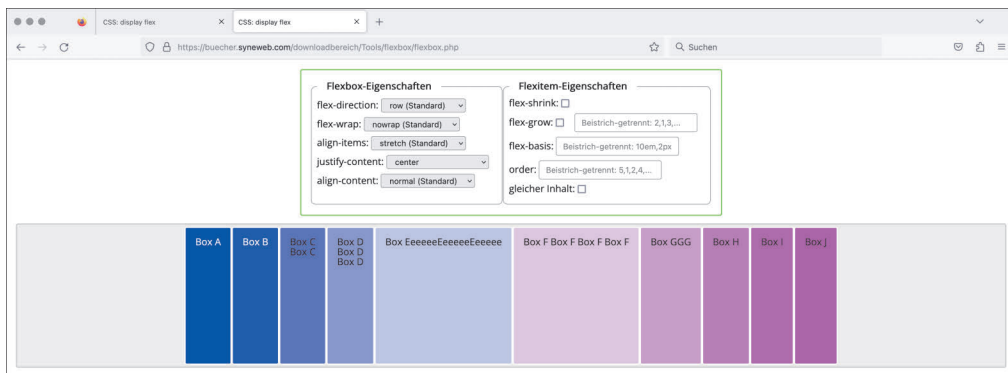 CSS: display flex
CSS: display flex
https://buecher.syneweb.com/downloadbereich/Tools/flexbox/flexbox.php
Suchen
Flexbox-Eigenschaften
flex-direction: row (Standard)
flex-wrap: nowrap (Standard)
align-items: stretch (Standard)
justify-content: center
align-content: normal (Standard)
Flexitem-Eigenschaften
flex-shrink:
flex-grow: Beistrich-getrennt: 2,1,3,...
flex-basis: Beistrich-getrennt: 10em,2px
order: Beistrich-getrennt: 5,1,2,4,...
gleicher Inhalt:
Box A
Box B
Box C
Box C
Box D
Box D
Box D
Box EeeeeeEeeeeeEeeeee
Box F Box F Box F Box F
Box GGG
Box H
Box I
Box j